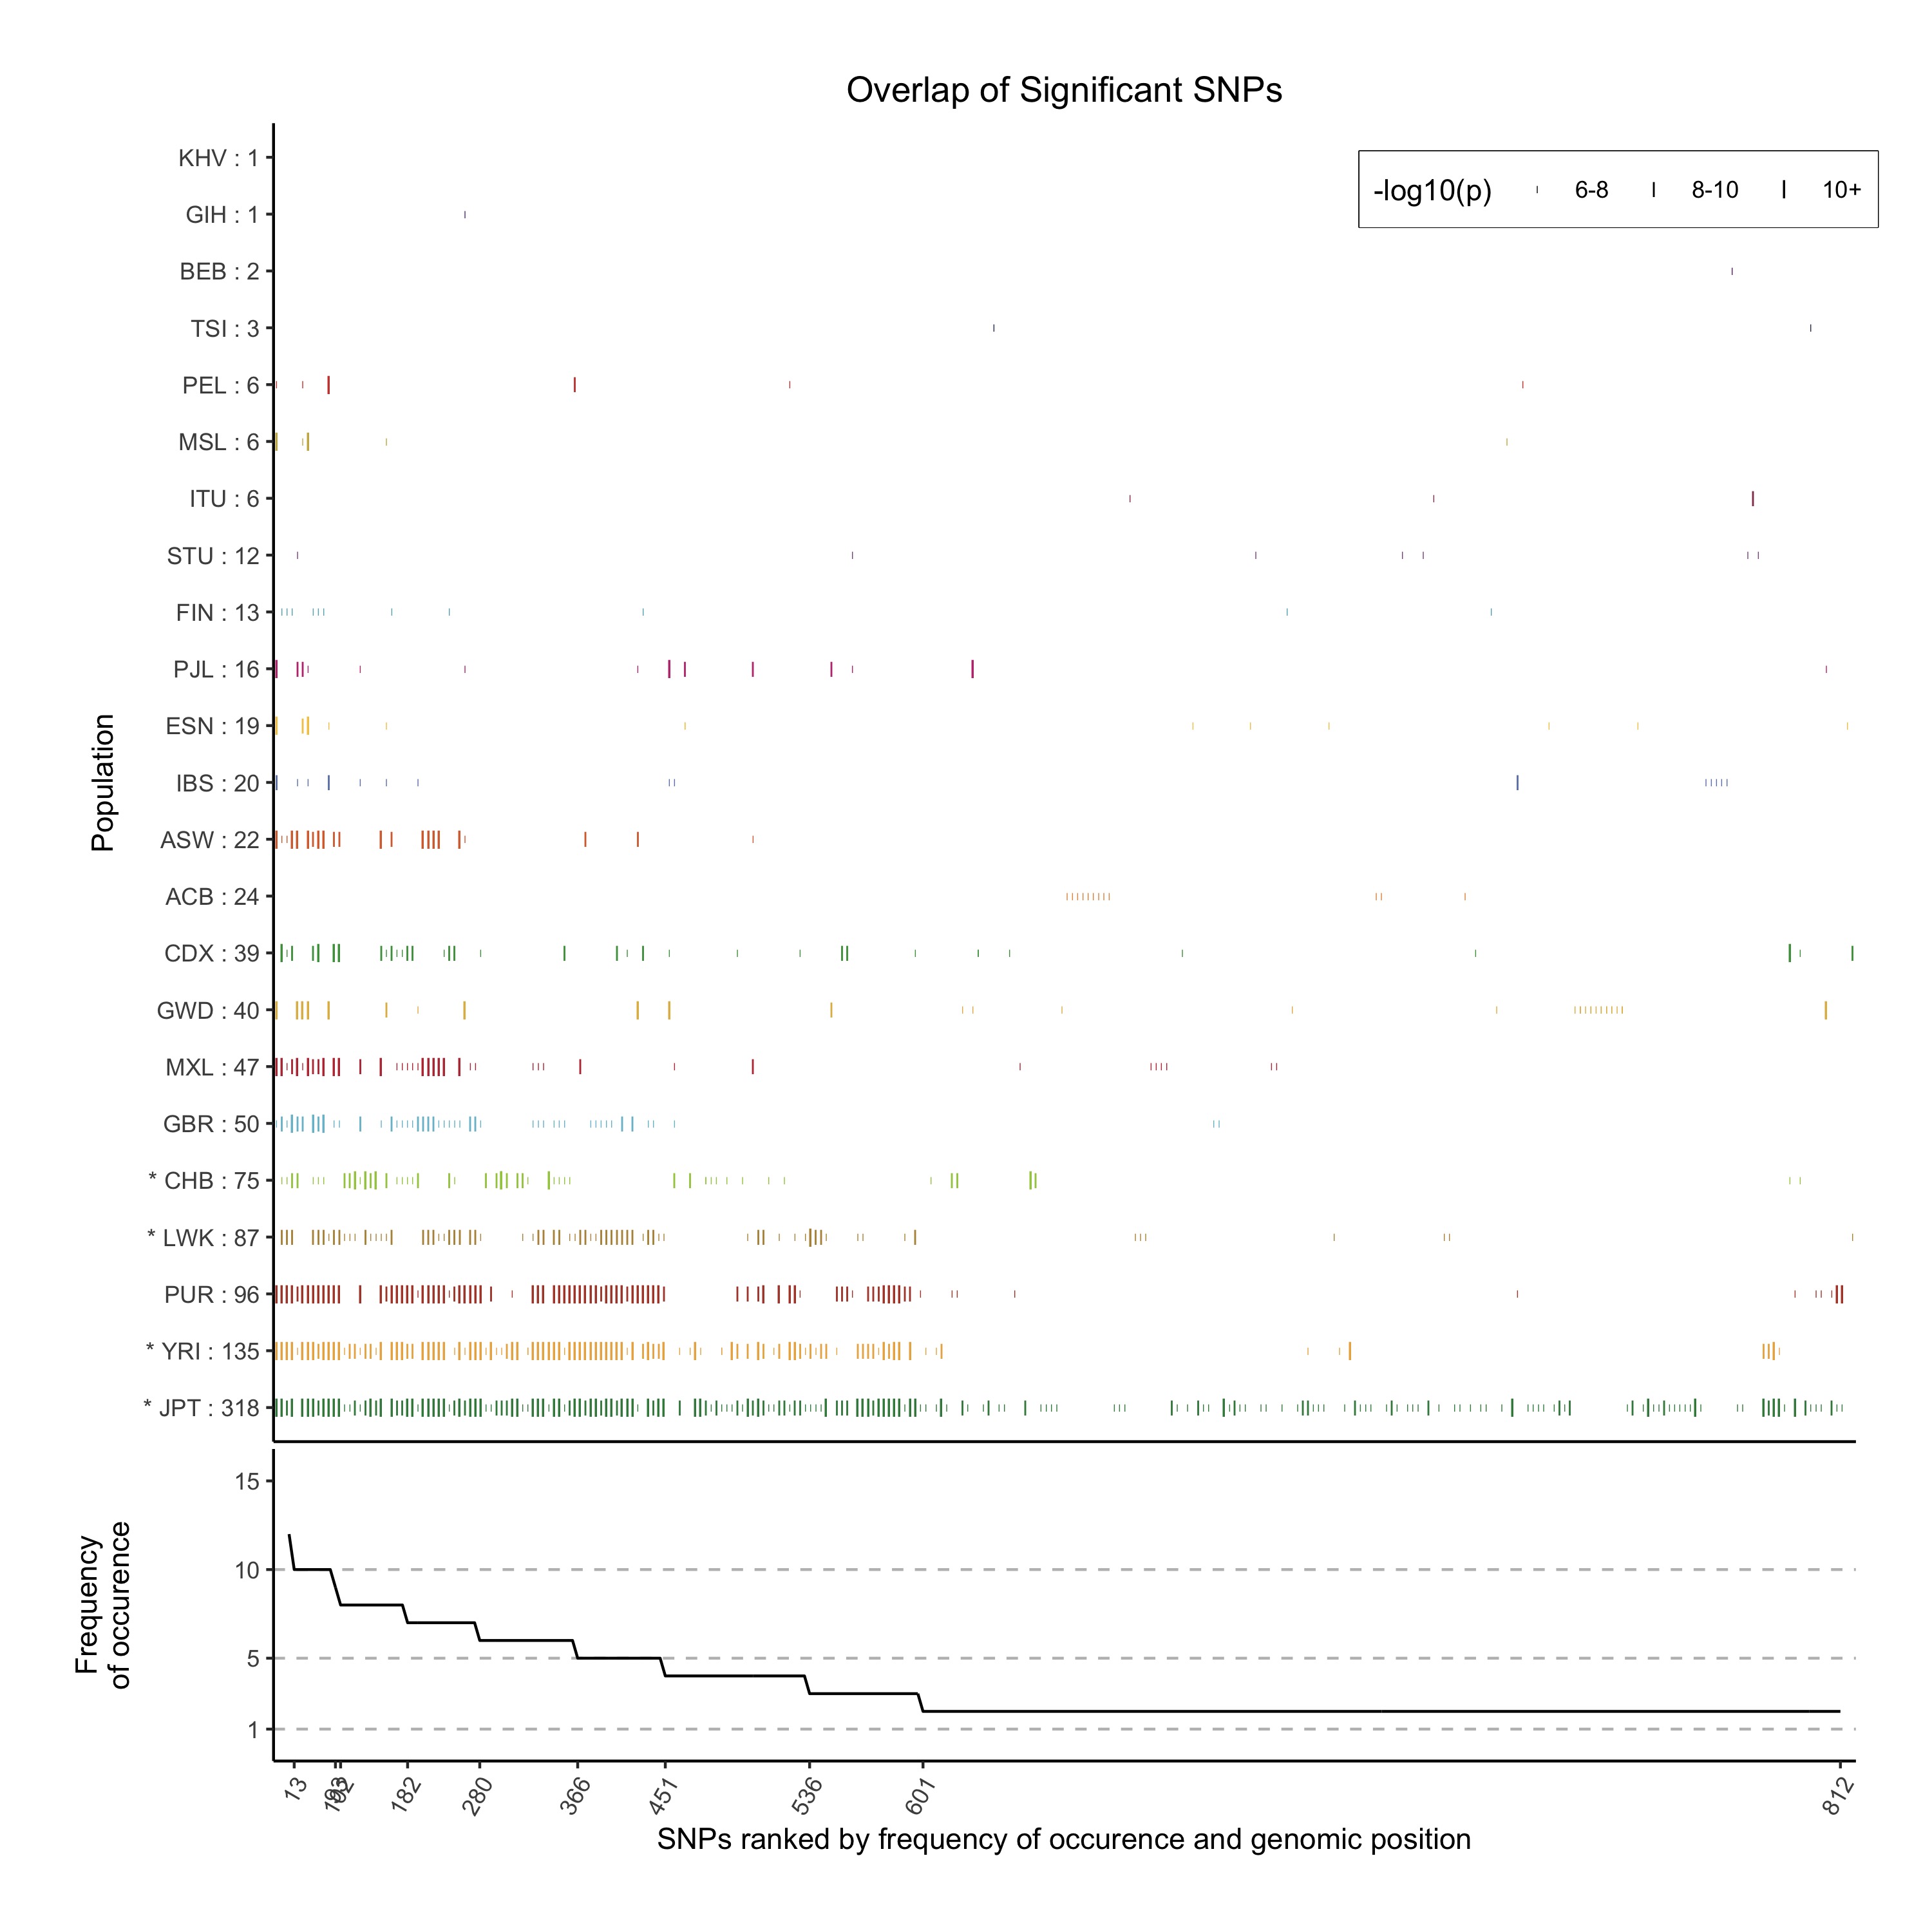 Overlap of Significant SNPs
-log10(p) 6-8 8-10 10+
KHV : 1
GIH : 1
BEB : 2
TSI : 3
PEL : 6
MSL : 6
ITU : 6
STU : 12
FIN : 13
PJL : 16
ESN : 19
IBS : 20
ASW : 22
ACB : 24
CDX : 39
GWD : 40
MXL : 47
GBR : 50
* CHB : 75
* LWK : 87
PUR : 96
* YRI : 135
* JPT : 318
Population
15
10
5
1
Frequency
of occurence
13 182 280 366 451 536 601 812
SNPs ranked by frequency of occurence and genomic position